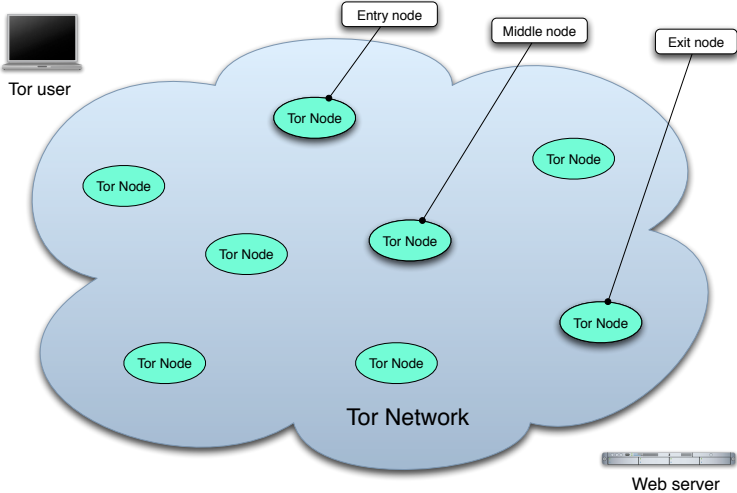 Entry node
Middle node
Exit node
Tor user
Tor Node
Tor Node
Tor Node
Tor Node
Tor Node
Tor Node
Tor Node
Tor Node
Tor Network
Web server